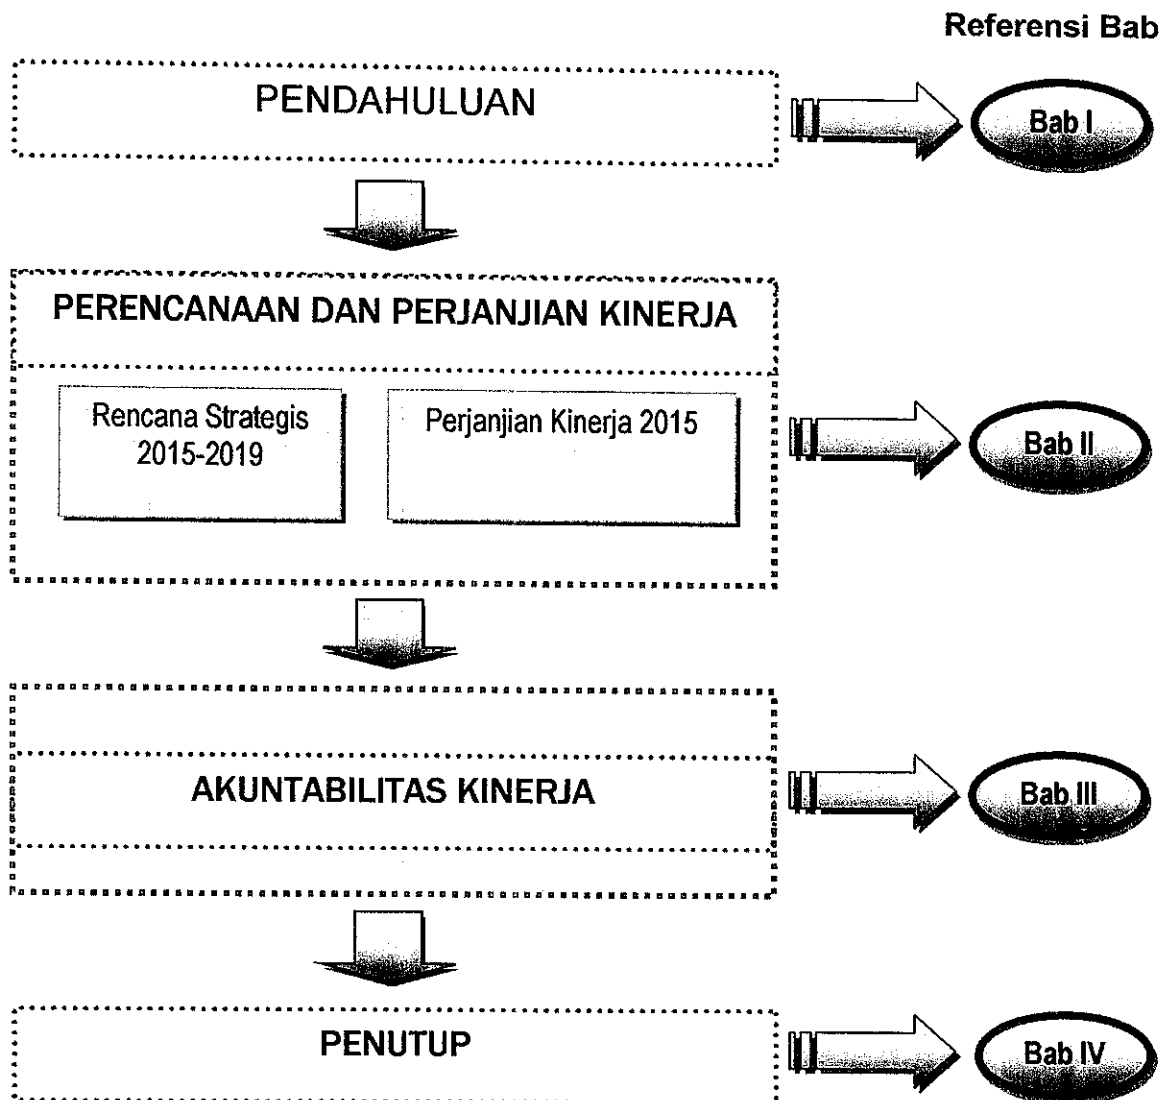 Referensi Bab
PENDAHULUAN
Bab I
PERENCANAAN DAN PERJANJIAN KINERJA
Rencana Strategis
2015-2019
Perjanjian Kinerja 2015
Bab II
AKUNTABILITAS KINERJA
Bab III
PENUTUP
Bab IV